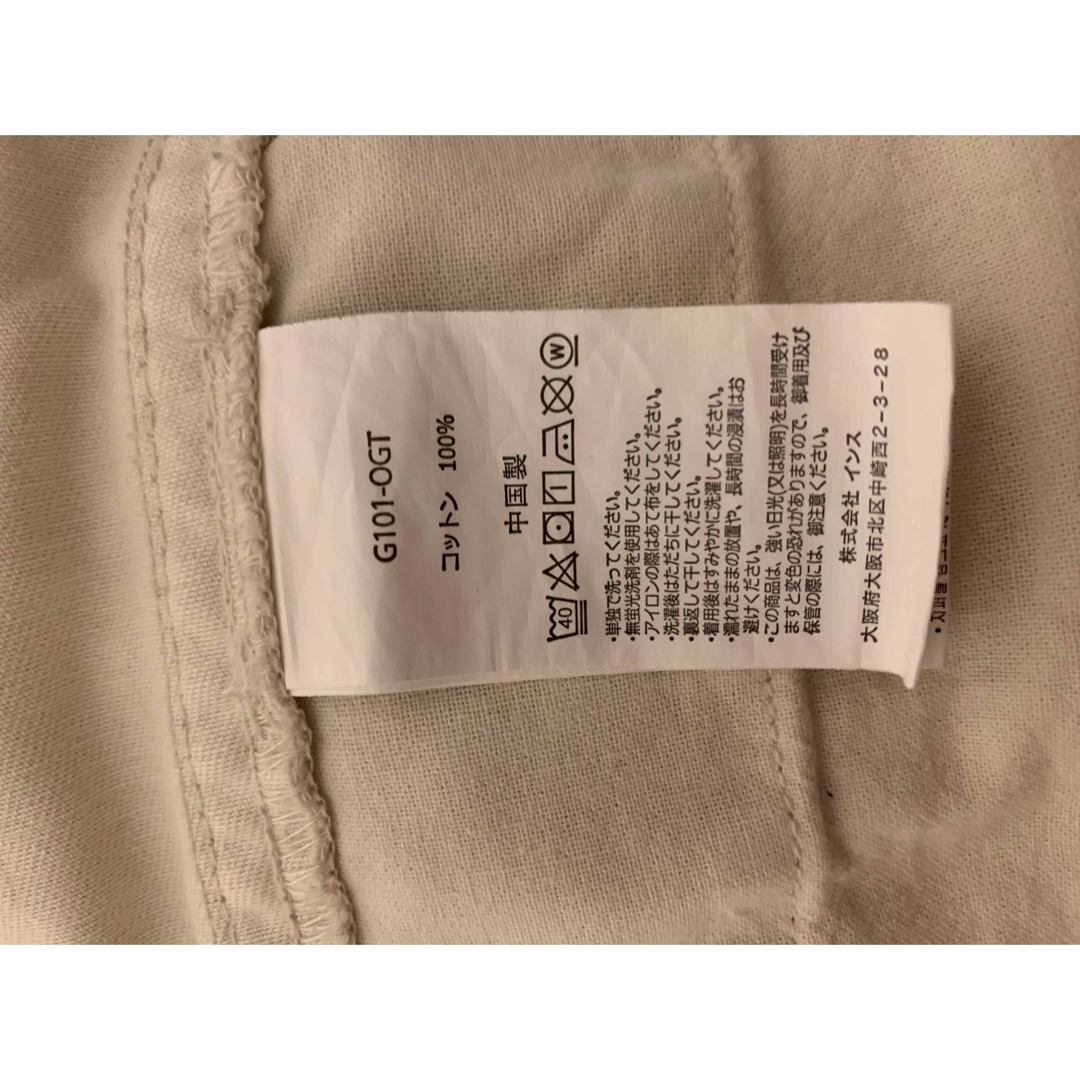 G101-OGT
コットン 100%
中国製
40 W
•単独で洗ってください。
•無蛍光洗剤を使用してください。
•アイロンの際はあて布をしてください。
•洗濯後はただちに干してください。
•裏返して干してください。
•着用後はすみやかに洗濯してください。
•濡れたままの放置や、長時間の浸漬はお
避けください。
•この商品は、強い日光(又は照明)を長時間受け
ますと変色の恐れがありますので、御着用及び
保管の際には、御注意ください。
株式会社 インス
大阪府大阪市北区中崎西2-3-28